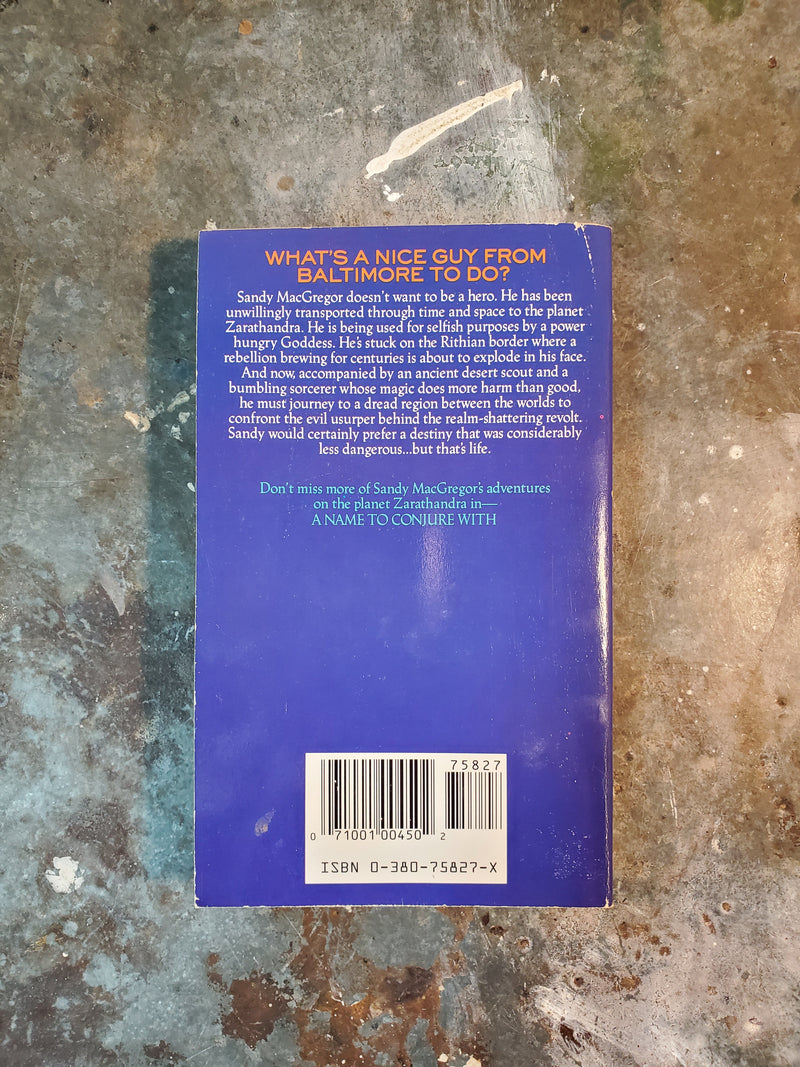 WHAT'S A NICE GUY FROM
BALTIMORE TO DO?
Sandy MacGregor doesn't want to be a hero. He has been
unwillingly transported through time and space to the planet
Zarathandra. He is being used for selfish purposes by a power
hungry Goddess. He's stuck on the Rithian border where a
rebellion brewing for centuries is about to explode in his face.
And now, accompanied by an ancient desert scout and a
bumbling sorcerer whose magic does more harm than good,
he must journey to a dread region between the worlds to
confront the evil usurper behind the realm-shattering revolt.
Sandy would certainly prefer a destiny that was considerably
less dangerous...but that's life.
Don't miss more of Sandy MacGregor's adventures
on the planet Zarathandra in—
A NAME TO CONJURE WITH
75827
0 71001 00450 2
ISBN 0-380-75827-X